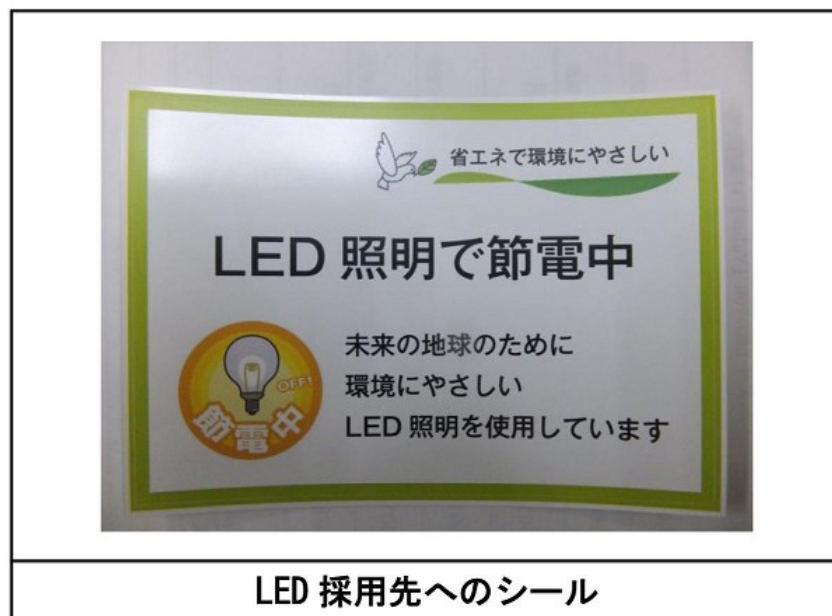 省エネで環境にやさしい
LED 照明で節電中
OFF!
節電中
未来の地球のために
環境にやさしい
LED 照明を使用しています
LED 採用先へのシール